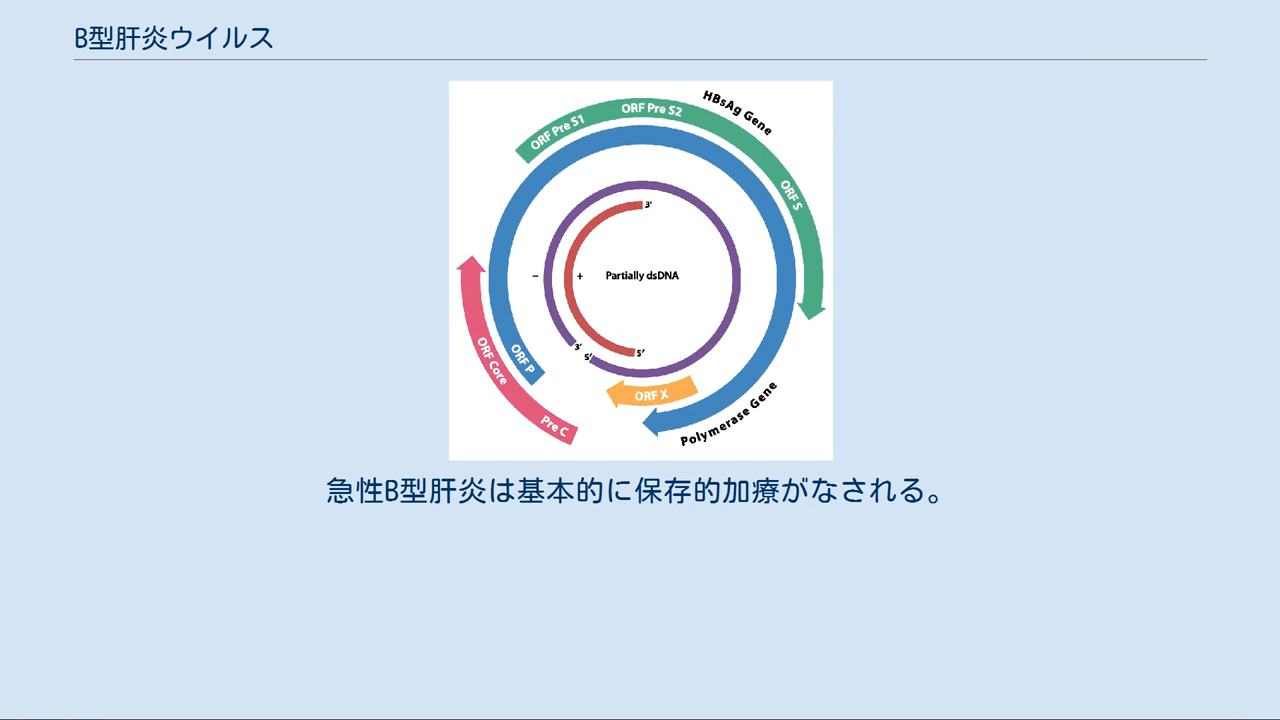 B型肝炎ウイルス
HBsAg Gene
ORF Pre S1
ORF Pre S2
ORF S
3'
−
+
Partially dsDNA
3'
5'
5'
ORF P
ORF Core
Pre C
ORF X
Polymerase Gene
急性B型肝炎は基本的に保存的加療がなされる。